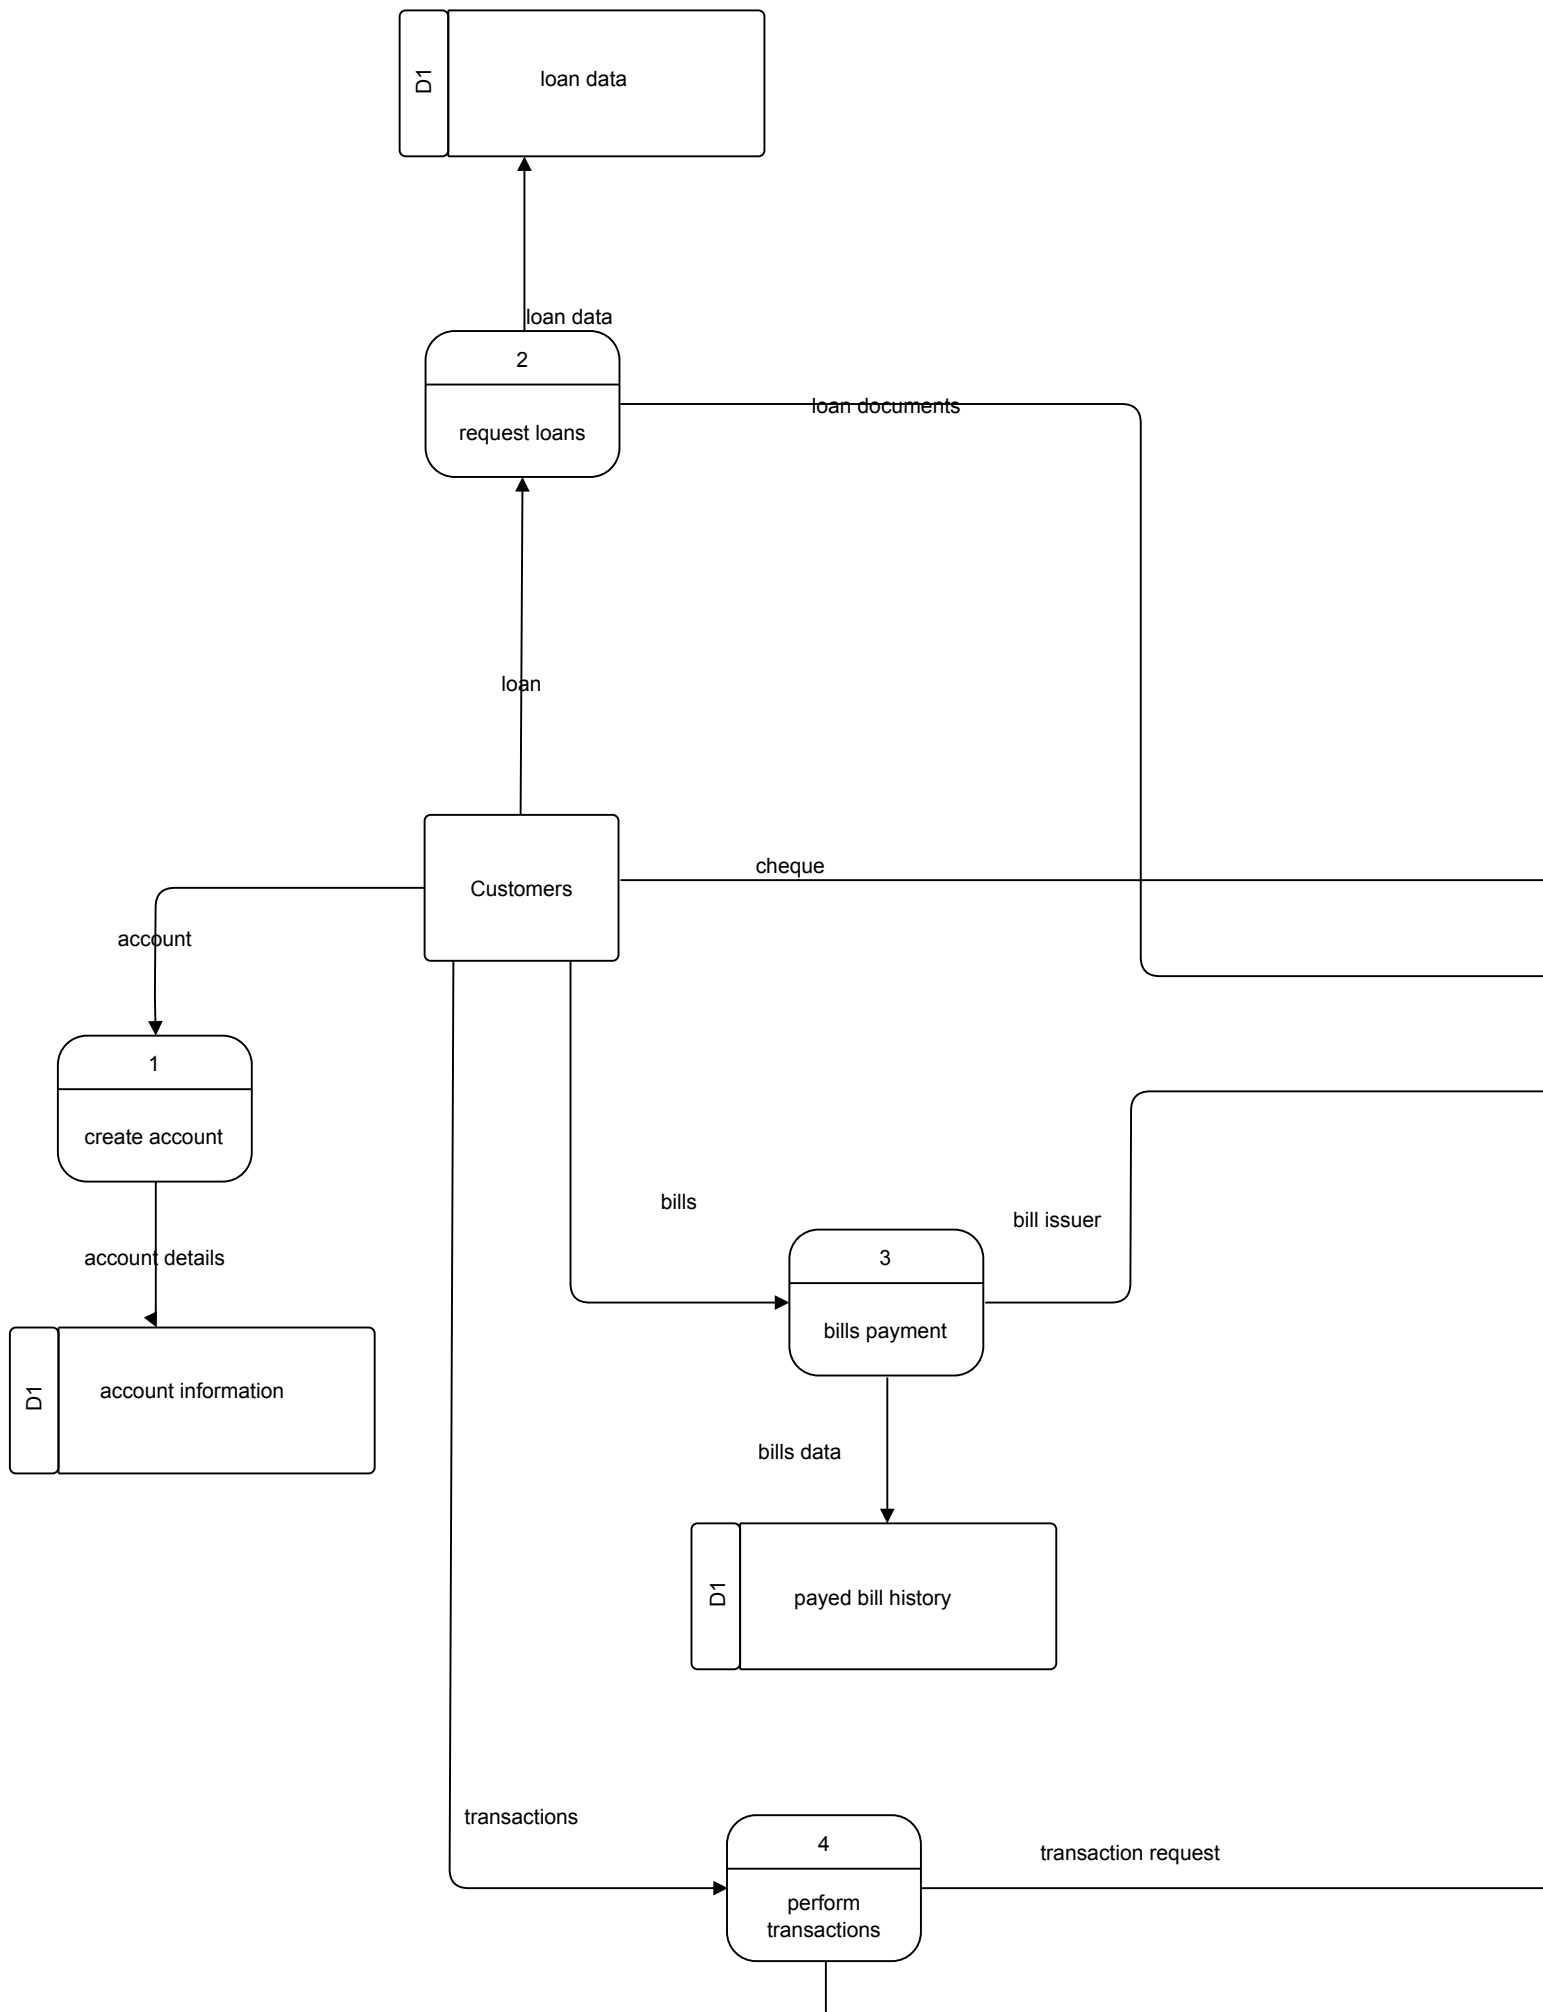 D1
loan data
loan data
2
loan documents
request loans
loan
cheque
Customers
account
1
create account
bills
bill issuer
account details
3
bills payment
D1
account information
bills data
D1
payed bill history
transactions
4
transaction request
perform
transactions